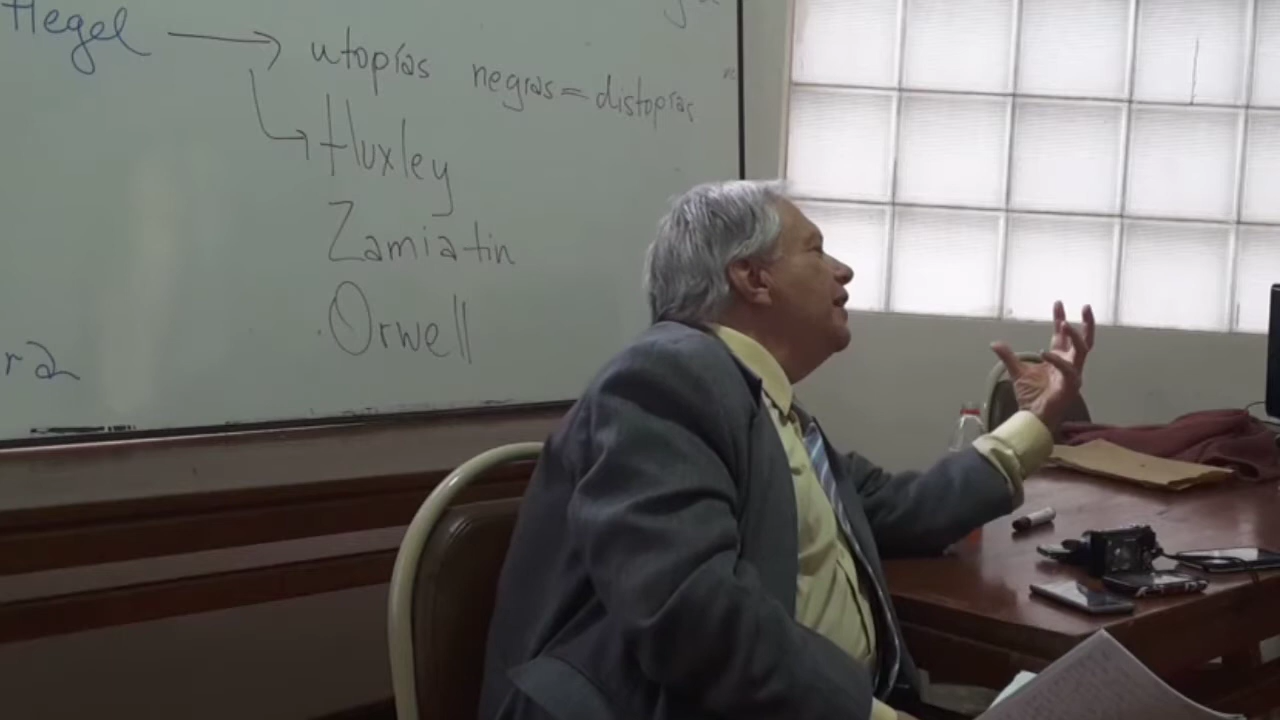 Hegel → utopías negras = distopías
Huxley
Zamiatin
Orwell